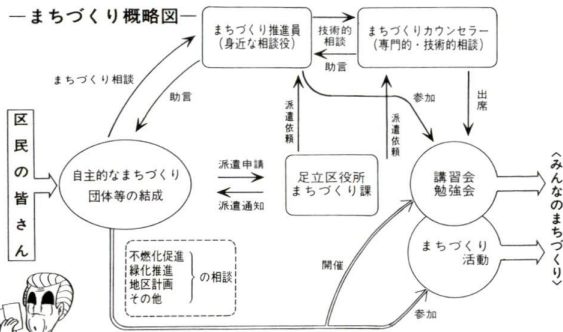 ―まちづくり概略図―
まちづくり推進員
(身近な相談役)
技術的
相談
助言
まちづくりカウンセラー
(専門的・技術的相談)
まちづくり相談
助言
派遣依頼
参加
派遣依頼
出席
区民の皆さん
自主的なまちづくり
団体等の結成
派遣申請
派遣通知
足立区役所
まちづくり課
講習会
勉強会
まちづくり
活動
〈みんなのまちづくり〉
不燃化促進
緑化推進
地区計画
その他
の相談
開催
参加